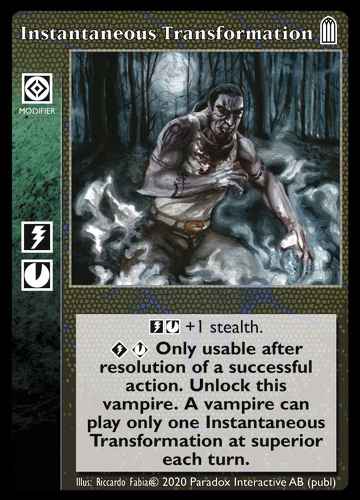 Instantaneous Transformation
MODIFIER
+1 stealth.
Only usable after
resolution of a successful
action. Unlock this
vampire. A vampire can
play only one Instantaneous
Transformation at superior
each turn.
Illus: Riccardo Fabiani © 2020 Paradox Interactive AB (publ)